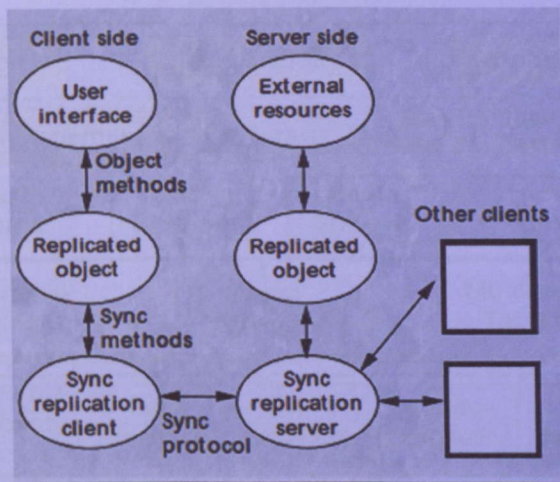 Client side
Server side
User
interface
External
resources
Object
methods
Other clients
Replicated
object
Replicated
object
Sync
methods
Sync
replication
client
Sync
protocol
Sync
replication
server